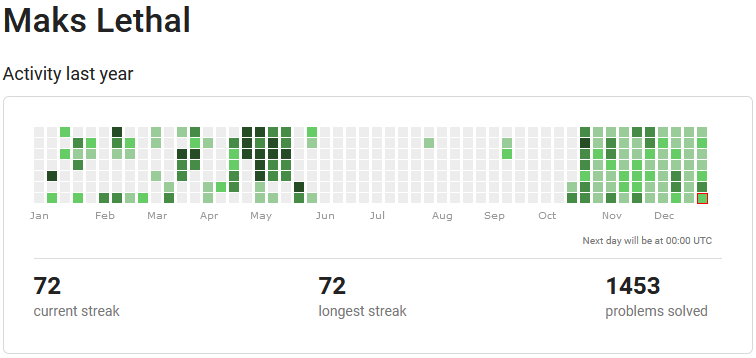 Maks Lethal
Activity last year
Jan Feb Mar Apr May Jun Jul Aug Sep Oct Nov Dec
Next day will be at 00:00 UTC
72 72 1453
current streak longest streak problems solved